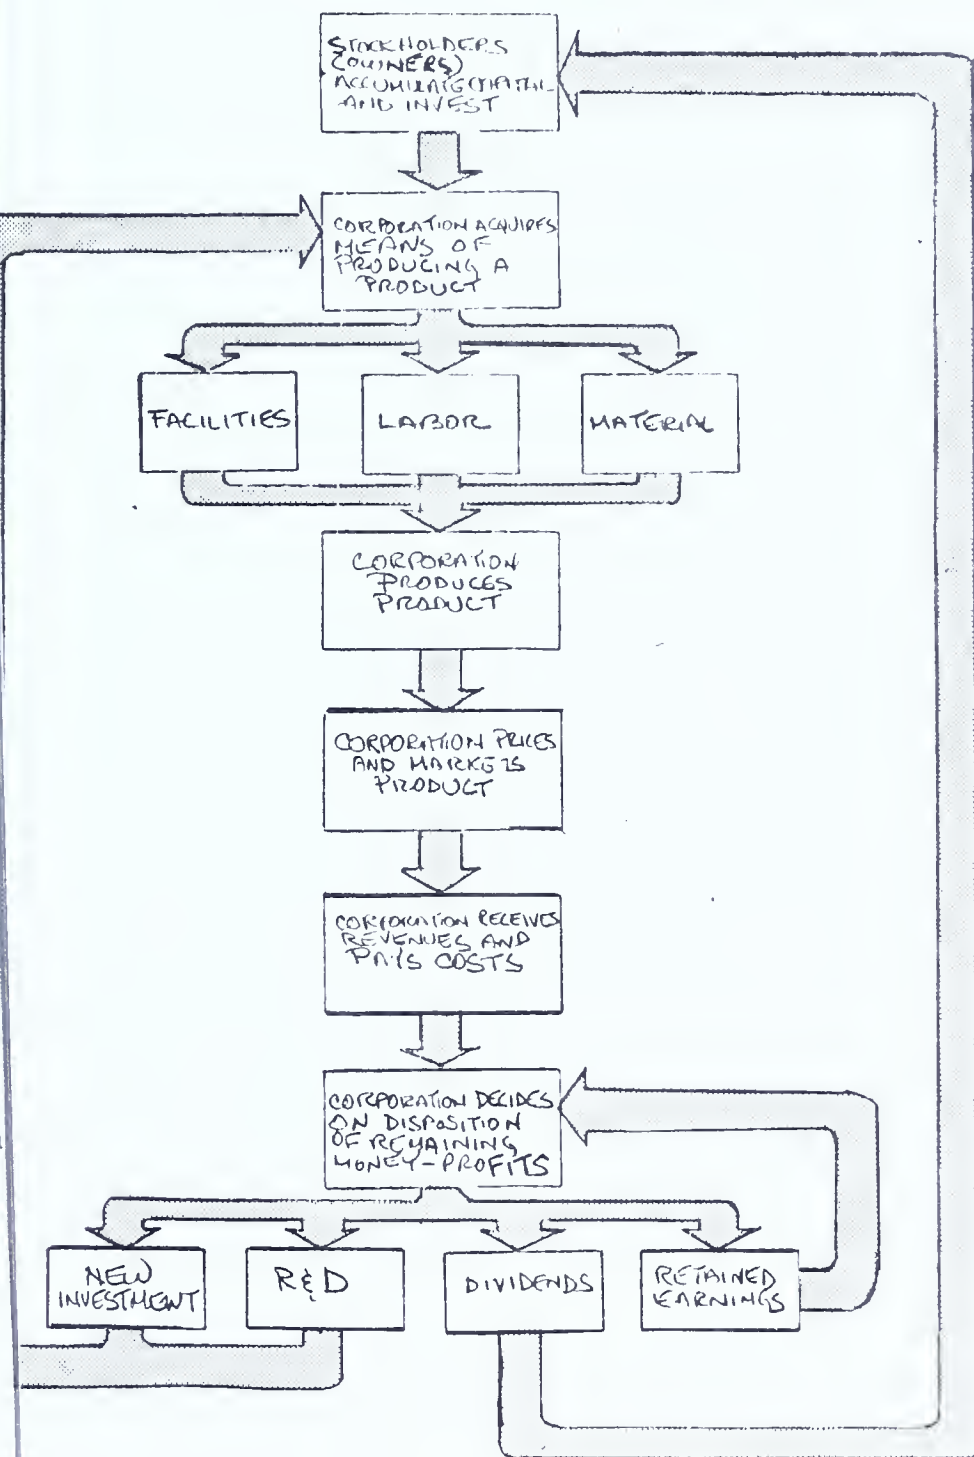 STOCKHOLDERS
(OWNERS)
ACCUMULATE CAPITAL
AND INVEST
CORPORATION ACQUIRES
MEANS OF
PRODUCING A
PRODUCT
FACILITIES
LABOR
MATERIAL
CORPORATION
PRODUCES
PRODUCT
CORPORATION PRICES
AND MARKETS
PRODUCT
CORPORATION RECEIVES
REVENUES AND
PAYS COSTS
CORPORATION DECIDES
ON DISPOSITION
OF REMAINING
MONEY-PROFITS
NEW
INVESTMENT
R&D
DIVIDENDS
RETAINED
EARNINGS